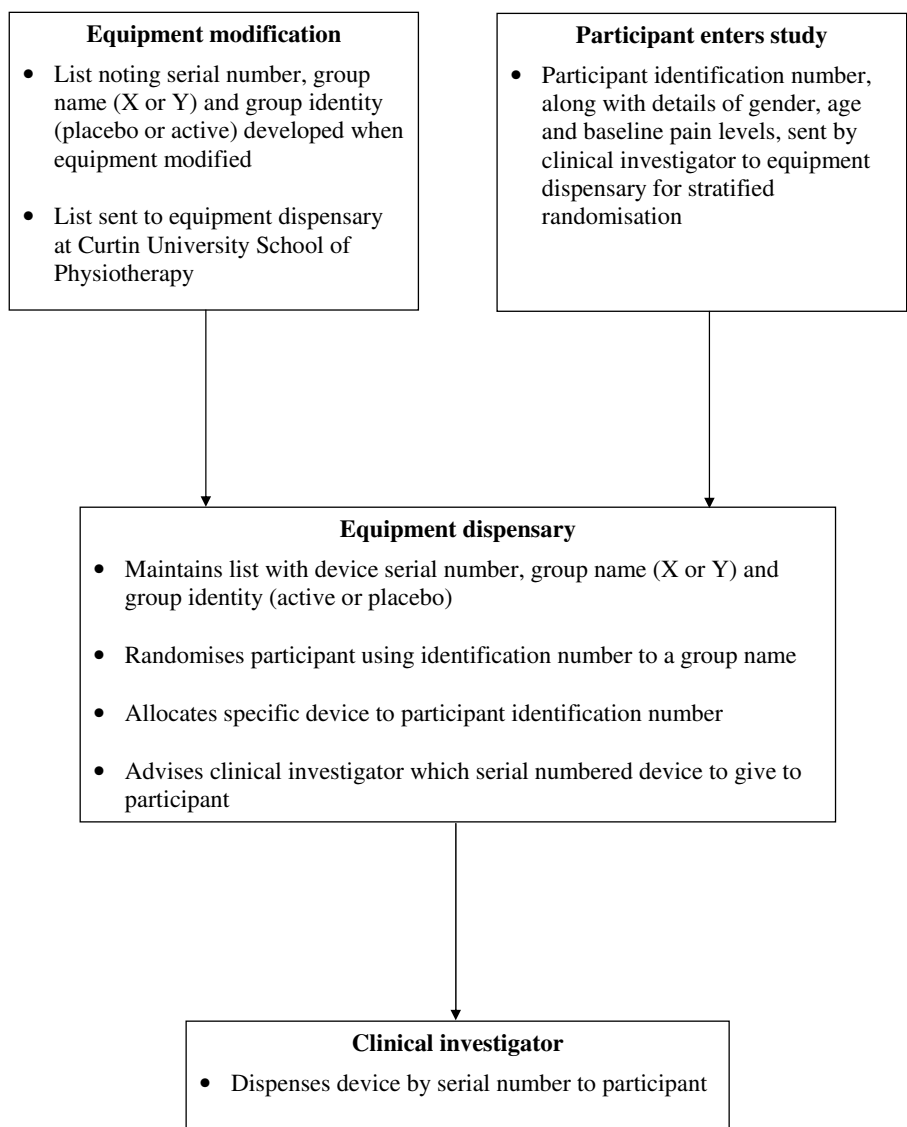 Equipment modification
• List noting serial number, group
name (X or Y) and group identity
(placebo or active) developed when
equipment modified
• List sent to equipment dispensary
at Curtin University School of
Physiotherapy
Participant enters study
• Participant identification number,
along with details of gender, age
and baseline pain levels, sent by
clinical investigator to equipment
dispensary for stratified
randomisation
Equipment dispensary
• Maintains list with device serial number, group name (X or Y) and
group identity (active or placebo)
• Randomises participant using identification number to a group name
• Allocates specific device to participant identification number
• Advises clinical investigator which serial numbered device to give to
participant
Clinical investigator
• Dispenses device by serial number to participant